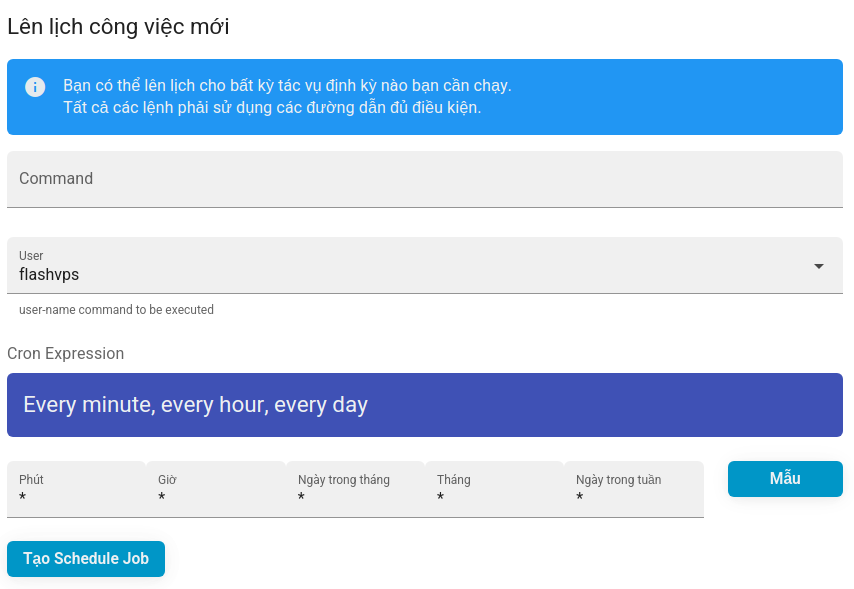 Lên lịch công việc mới
Bạn có thể lên lịch cho bất kỳ tác vụ định kỳ nào bạn cần chạy.
Tất cả các lệnh phải sử dụng các đường dẫn đủ điều kiện.
Command
User
flashvps
user-name command to be executed
Cron Expression
Every minute, every hour, every day
Phút Giờ Ngày trong tháng Tháng Ngày trong tuần
* * * * *
Mẫu
Tạo Schedule Job